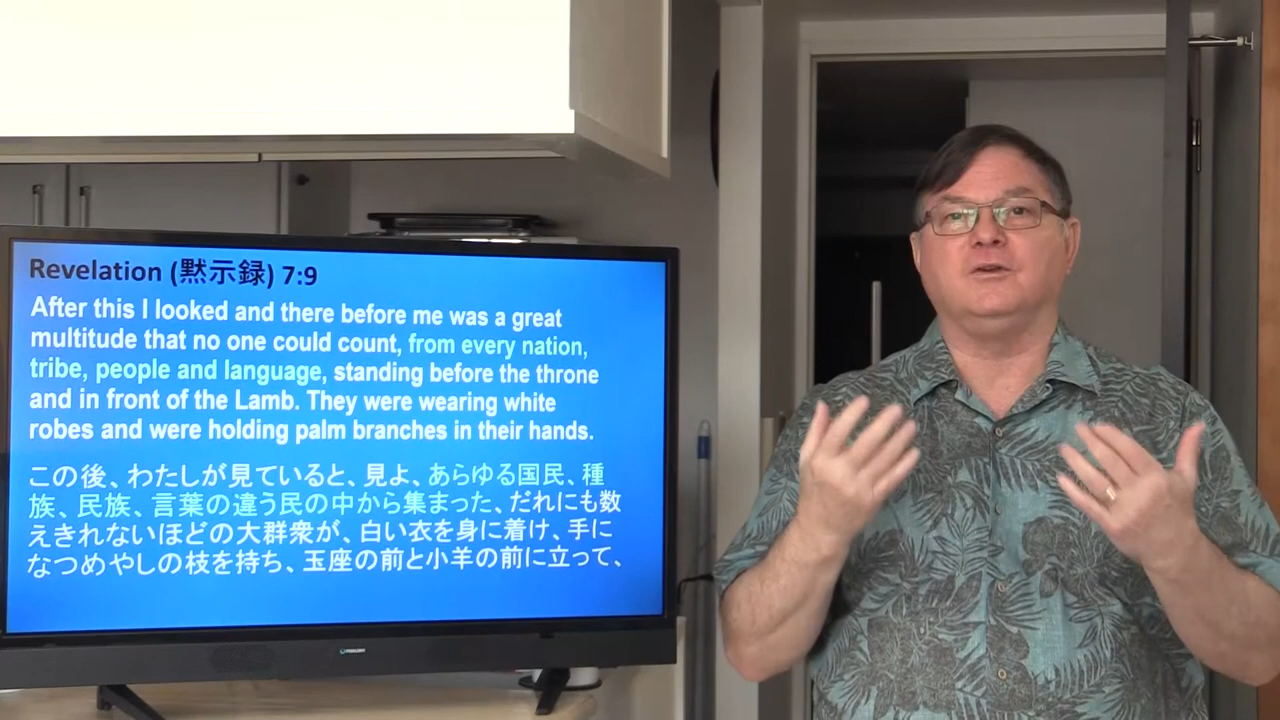 Revelation (黙示録) 7:9
After this I looked and there before me was a great
multitude that no one could count, from every nation,
tribe, people and language, standing before the throne
and in front of the Lamb. They were wearing white
robes and were holding palm branches in their hands.
この後、わたしが見ていると、見よ、あらゆる国民、種
族、民族、言葉の違う民の中から集まった、だれにも数
えきれないほどの大群衆が、白い衣を身に着け、手に
なつめやしの枝を持ち、玉座の前と小羊の前に立って、